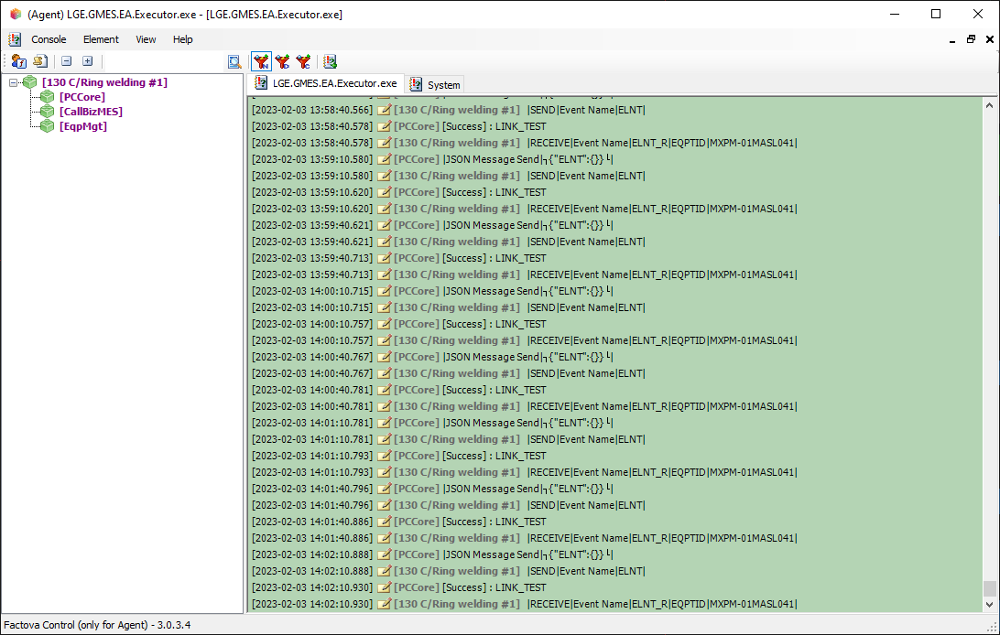 (Agent) LGE.GMES.EA.Executor.exe - [LGE.GMES.EA.Executor.exe]
Console Element View Help
LGE.GMES.EA.Executor.exe System
[130 C/Ring welding #1]
[PCCore]
[CallBizMES]
[EqpMgt]
[2023-02-03 13:58:40.566] [130 C/Ring welding #1] |SEND|Event Name|ELNT|
[2023-02-03 13:58:40.578] [PCCore] [Success] : LINK_TEST
[2023-02-03 13:58:40.578] [130 C/Ring welding #1] |RECEIVE|Event Name|ELNT_R|EQPTID|MXPM-01MASL041|
[2023-02-03 13:59:10.580] [PCCore] |JSON Message Send|┐{"ELNT":{}}└|
[2023-02-03 13:59:10.580] [130 C/Ring welding #1] |SEND|Event Name|ELNT|
[2023-02-03 13:59:10.620] [PCCore] [Success] : LINK_TEST
[2023-02-03 13:59:10.620] [130 C/Ring welding #1] |RECEIVE|Event Name|ELNT_R|EQPTID|MXPM-01MASL041|
[2023-02-03 13:59:40.621] [PCCore] |JSON Message Send|┐{"ELNT":{}}└|
[2023-02-03 13:59:40.621] [130 C/Ring welding #1] |SEND|Event Name|ELNT|
[2023-02-03 13:59:40.713] [PCCore] [Success] : LINK_TEST
[2023-02-03 13:59:40.713] [130 C/Ring welding #1] |RECEIVE|Event Name|ELNT_R|EQPTID|MXPM-01MASL041|
[2023-02-03 14:00:10.715] [PCCore] |JSON Message Send|┐{"ELNT":{}}└|
[2023-02-03 14:00:10.715] [130 C/Ring welding #1] |SEND|Event Name|ELNT|
[2023-02-03 14:00:10.757] [PCCore] [Success] : LINK_TEST
[2023-02-03 14:00:10.757] [130 C/Ring welding #1] |RECEIVE|Event Name|ELNT_R|EQPTID|MXPM-01MASL041|
[2023-02-03 14:00:40.767] [PCCore] |JSON Message Send|┐{"ELNT":{}}└|
[2023-02-03 14:00:40.767] [130 C/Ring welding #1] |SEND|Event Name|ELNT|
[2023-02-03 14:00:40.781] [PCCore] [Success] : LINK_TEST
[2023-02-03 14:00:40.781] [130 C/Ring welding #1] |RECEIVE|Event Name|ELNT_R|EQPTID|MXPM-01MASL041|
[2023-02-03 14:01:10.781] [PCCore] |JSON Message Send|┐{"ELNT":{}}└|
[2023-02-03 14:01:10.781] [130 C/Ring welding #1] |SEND|Event Name|ELNT|
[2023-02-03 14:01:10.793] [PCCore] [Success] : LINK_TEST
[2023-02-03 14:01:10.793] [130 C/Ring welding #1] |RECEIVE|Event Name|ELNT_R|EQPTID|MXPM-01MASL041|
[2023-02-03 14:01:40.796] [PCCore] |JSON Message Send|┐{"ELNT":{}}└|
[2023-02-03 14:01:40.796] [130 C/Ring welding #1] |SEND|Event Name|ELNT|
[2023-02-03 14:01:40.886] [PCCore] [Success] : LINK_TEST
[2023-02-03 14:01:40.886] [130 C/Ring welding #1] |RECEIVE|Event Name|ELNT_R|EQPTID|MXPM-01MASL041|
[2023-02-03 14:02:10.888] [PCCore] |JSON Message Send|┐{"ELNT":{}}└|
[2023-02-03 14:02:10.888] [130 C/Ring welding #1] |SEND|Event Name|ELNT|
[2023-02-03 14:02:10.930] [PCCore] [Success] : LINK_TEST
[2023-02-03 14:02:10.930] [130 C/Ring welding #1] |RECEIVE|Event Name|ELNT_R|EQPTID|MXPM-01MASL041|
Factova Control (only for Agent) - 3.0.3.4